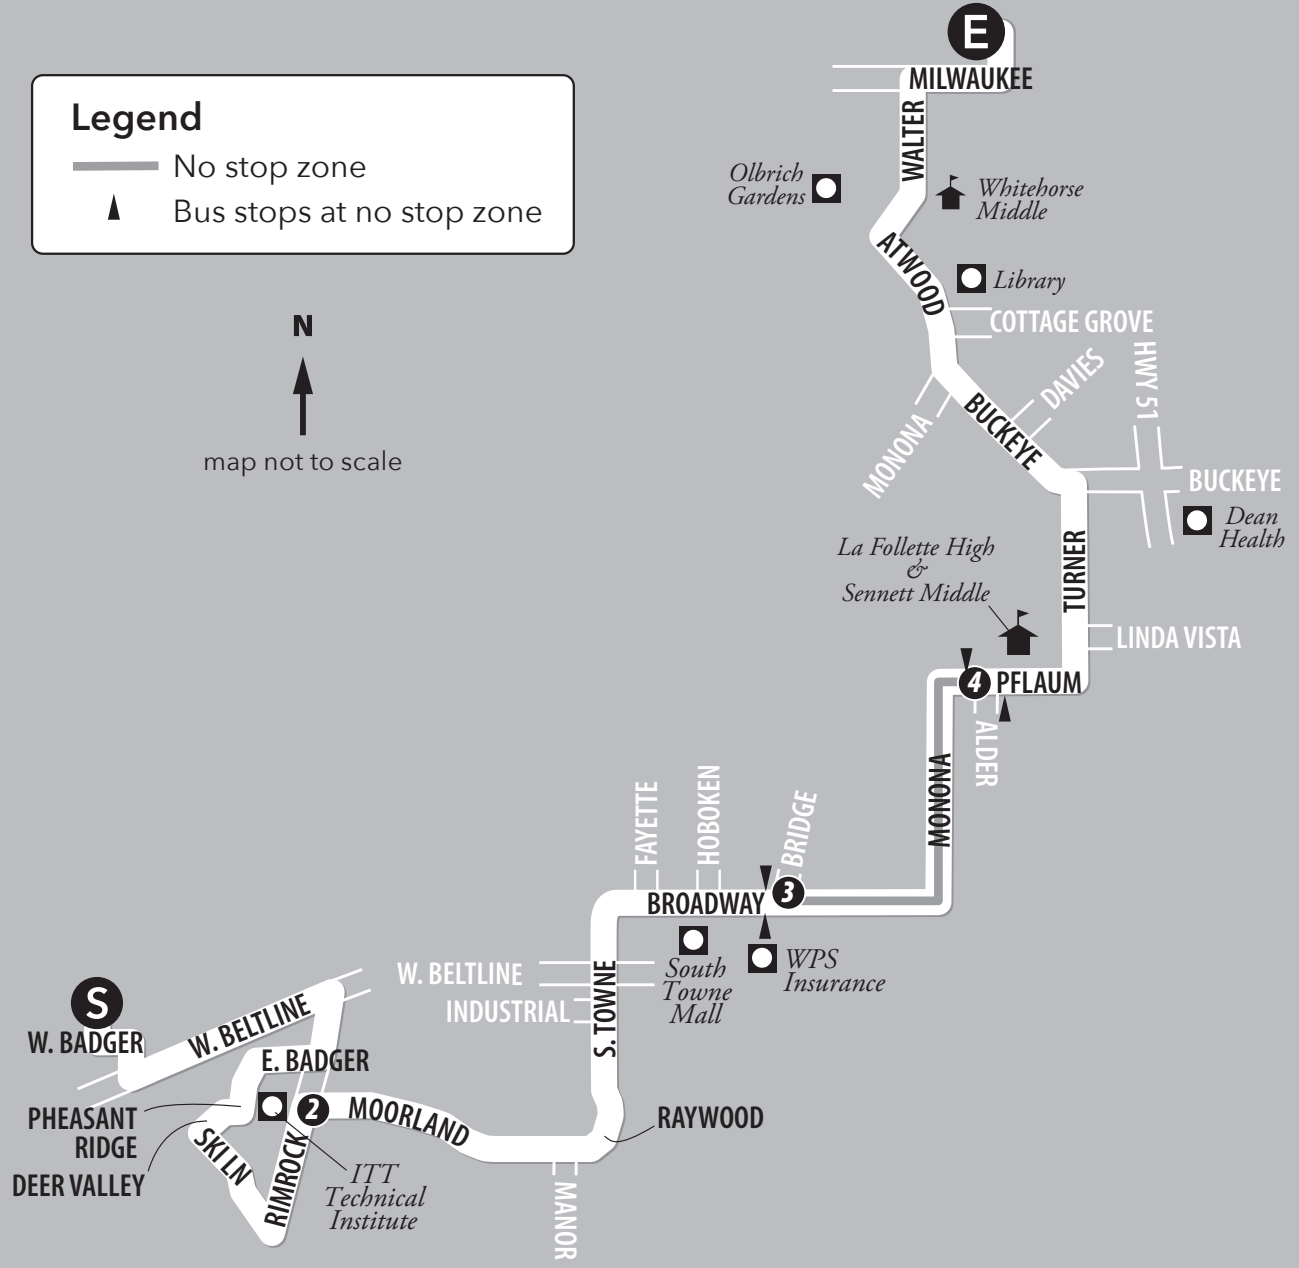 E
MILWAUKEE
Legend
No stop zone
Bus stops at no stop zone
WALTER
Olbrich
Gardens
Whitehorse
Middle
ATWOOD
Library
COTTAGE GROVE
N
map not to scale
HWY 51
DAVIES
BUCKEYE
MONONA
BUCKEYE
Dean
Health
La Follette High
&
Sennett Middle
TURNER
LINDA VISTA
4
PFLAUM
ALDER
MONONA
FAYETTE
HOBOKEN
BRIDGE
BROADWAY
3
South
Towne
Mall
WPS
Insurance
W. BELTLINE
INDUSTRIAL
S. TOWNE
S
W. BADGER
W. BELTLINE
E. BADGER
PHEASANT
RIDGE
DEER VALLEY
SKI LN
RIMROCK
2
MOORLAND
RAYWOOD
ITT
Technical
Institute
MANOR